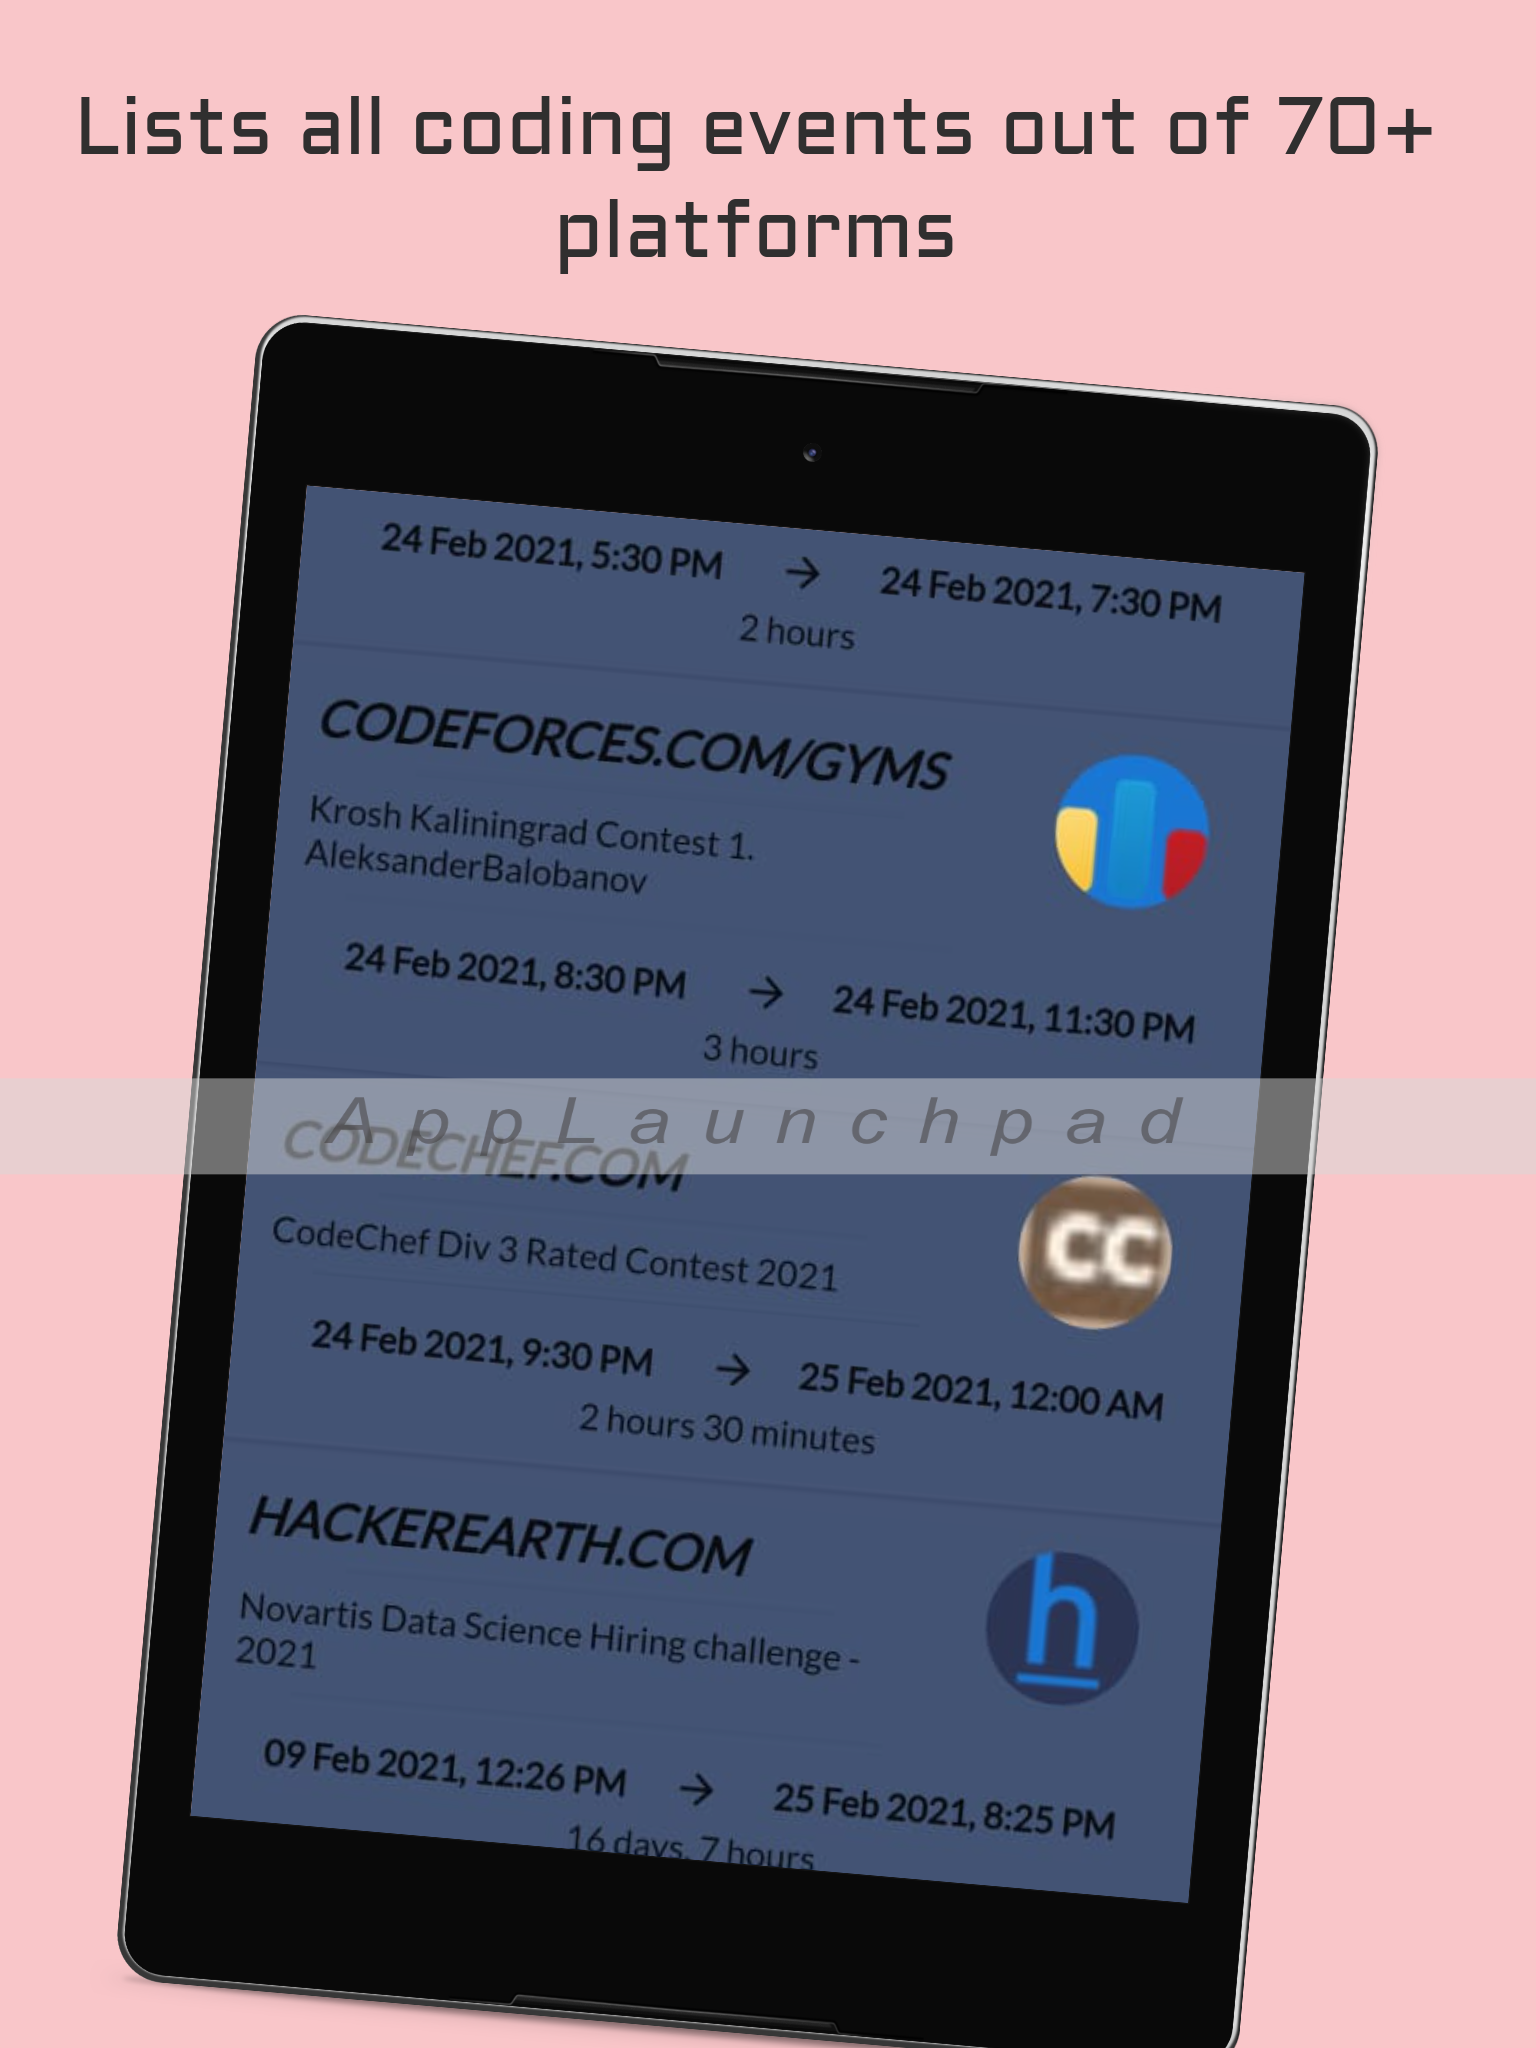 Lists all coding events out of 70+
platforms
24 Feb 2021, 5:30 PM → 24 Feb 2021, 7:30 PM
2 hours
CODEFORCES.COM/GYMS
Krosh Kaliningrad Contest 1.
AleksanderBalobanov
24 Feb 2021, 8:30 PM → 24 Feb 2021, 11:30 PM
3 hours
AppLaunchpad
CODECHEF.COM
CC
CodeChef Div 3 Rated Contest 2021
24 Feb 2021, 9:30 PM → 25 Feb 2021, 12:00 AM
2 hours 30 minutes
HACKEREARTH.COM
h
Novartis Data Science Hiring challenge -
2021
09 Feb 2021, 12:26 PM → 25 Feb 2021, 8:25 PM
16 days, 7 hours